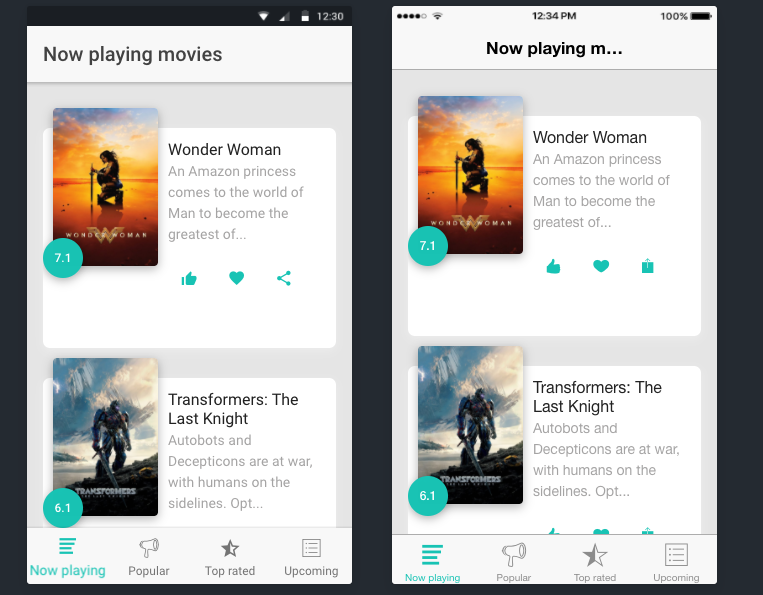 12:30
Now playing movies
WONDER WOMAN
7.1
Wonder Woman
An Amazon princess
comes to the world of
Man to become the
greatest of...
TRANSFORMERS
6.1
Transformers: The
Last Knight
Autobots and
Decepticons are at war,
with humans on the
sidelines. Opt...
Now playing
Popular
Top rated
Upcoming
12:34 PM
100%
Now playing m...
WONDER WOMAN
7.1
Wonder Woman
An Amazon princess
comes to the world of
Man to become the
greatest of...
TRANSFORMERS
6.1
Transformers: The
Last Knight
Autobots and
Decepticons are at war,
with humans on the
sidelines. Opt...
Now playing
Popular
Top rated
Upcoming